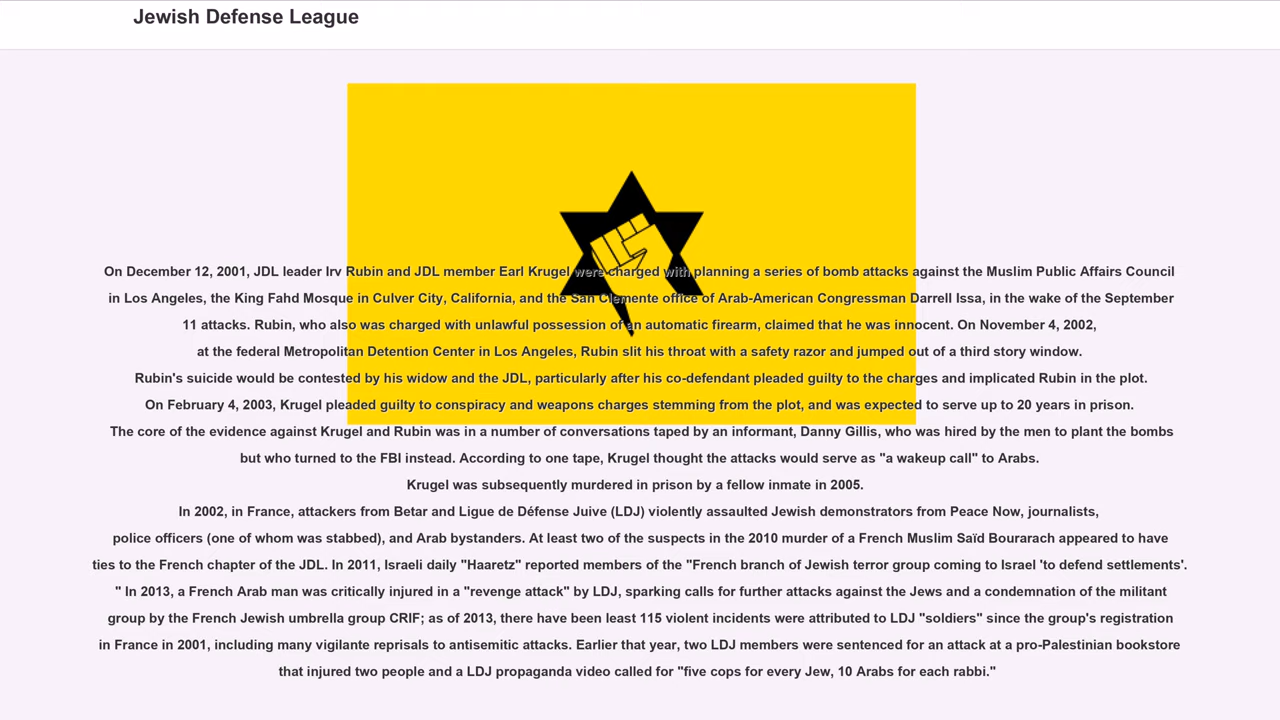 Jewish Defense League
On December 12, 2001, JDL leader Irv Rubin and JDL member Earl Krugel were charged with planning a series of bomb attacks against the Muslim Public Affairs Council
in Los Angeles, the King Fahd Mosque in Culver City, California, and the San Clemente office of Arab-American Congressman Darrell Issa, in the wake of the September
11 attacks. Rubin, who also was charged with unlawful possession of an automatic firearm, claimed that he was innocent. On November 4, 2002,
at the federal Metropolitan Detention Center in Los Angeles, Rubin slit his throat with a safety razor and jumped out of a third story window.
Rubin's suicide would be contested by his widow and the JDL, particularly after his co-defendant pleaded guilty to the charges and implicated Rubin in the plot.
On February 4, 2003, Krugel pleaded guilty to conspiracy and weapons charges stemming from the plot, and was expected to serve up to 20 years in prison.
The core of the evidence against Krugel and Rubin was in a number of conversations taped by an informant, Danny Gillis, who was hired by the men to plant the bombs
but who turned to the FBI instead. According to one tape, Krugel thought the attacks would serve as "a wakeup call" to Arabs.
Krugel was subsequently murdered in prison by a fellow inmate in 2005.
In 2002, in France, attackers from Betar and Ligue de Défense Juive (LDJ) violently assaulted Jewish demonstrators from Peace Now, journalists,
police officers (one of whom was stabbed), and Arab bystanders. At least two of the suspects in the 2010 murder of a French Muslim Saïd Bourarach appeared to have
ties to the French chapter of the JDL. In 2011, Israeli daily "Haaretz" reported members of the "French branch of Jewish terror group coming to Israel 'to defend settlements'.
" In 2013, a French Arab man was critically injured in a "revenge attack" by LDJ, sparking calls for further attacks against the Jews and a condemnation of the militant
group by the French Jewish umbrella group CRIF; as of 2013, there have been least 115 violent incidents were attributed to LDJ "soldiers" since the group's registration
in France in 2001, including many vigilante reprisals to antisemitic attacks. Earlier that year, two LDJ members were sentenced for an attack at a pro-Palestinian bookstore
that injured two people and a LDJ propaganda video called for "five cops for every Jew, 10 Arabs for each rabbi."